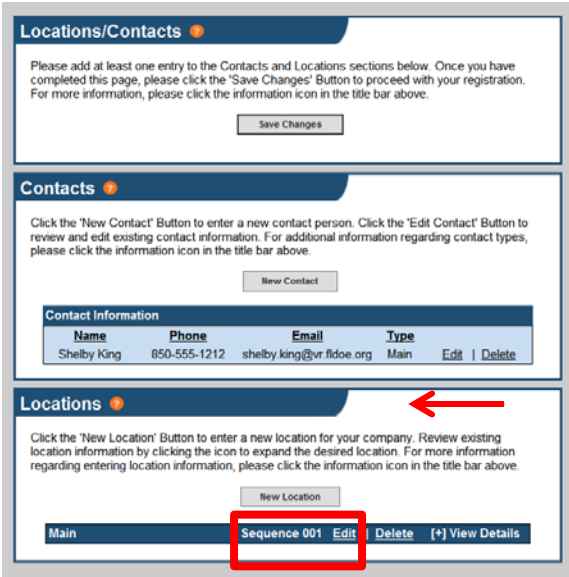 Locations/Contacts ?
Please add at least one entry to the Contacts and Locations sections below. Once you have
completed this page, please click the 'Save Changes' Button to proceed with your registration.
For more information, please click the information icon in the title bar above.
Save Changes
Contacts ?
Click the 'New Contact' Button to enter a new contact person. Click the 'Edit Contact' Button to
review and edit existing contact information. For additional information regarding contact types,
please click the information icon in the title bar above.
New Contact
Contact Information
Name Phone Email Type
Shelby King 850-555-1212 shelby.king@vr.fldoe.org Main Edit | Delete
Locations ?
Click the 'New Location' Button to enter a new location for your company. Review existing
location information by clicking the icon to expand the desired location. For more information
regarding entering location information, please click the information icon in the title bar above.
New Location
Main Sequence 001 Edit | Delete [+] View Details